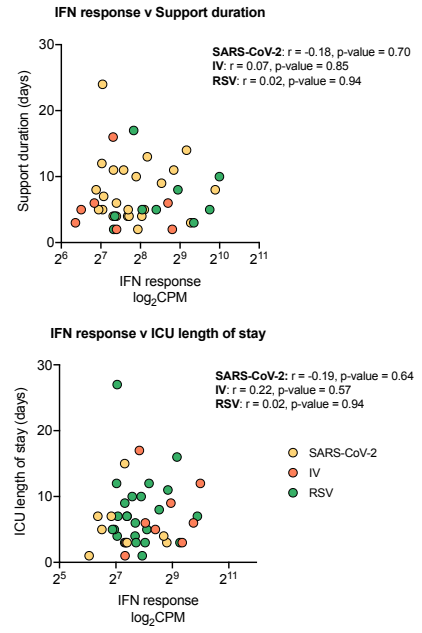 IFN response v Support duration
SARS-CoV-2: r = -0.18, p-value = 0.70
IV: r = 0.07, p-value = 0.85
RSV: r = 0.02, p-value = 0.94
30
20
10
0
Support duration (days)
2^6 2^7 2^8 2^9 2^10 2^11
IFN response
log₂CPM
IFN response v ICU length of stay
SARS-CoV-2: r = -0.19, p-value = 0.64
IV: r = 0.22, p-value = 0.57
RSV: r = 0.02, p-value = 0.94
30
20
10
0
ICU length of stay (days)
SARS-CoV-2
IV
RSV
2^5 2^7 2^9 2^11
IFN response
log₂CPM